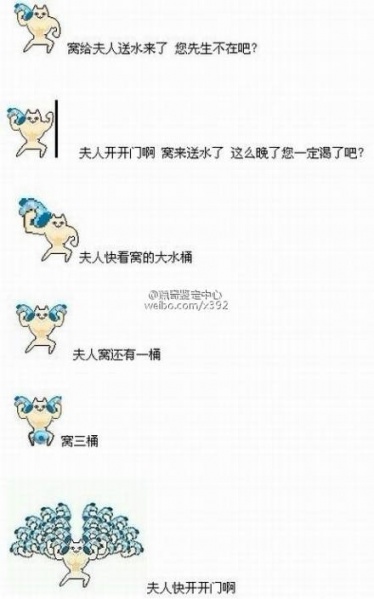 窝给夫人送水来了 您先生不在吧?
夫人开开门啊 窝来送水了 这么晚了您一定渴了吧?
夫人快看窝的大水桶
weibo.com/x392
夫人窝还有一桶
窝三桶
夫人快开开门啊